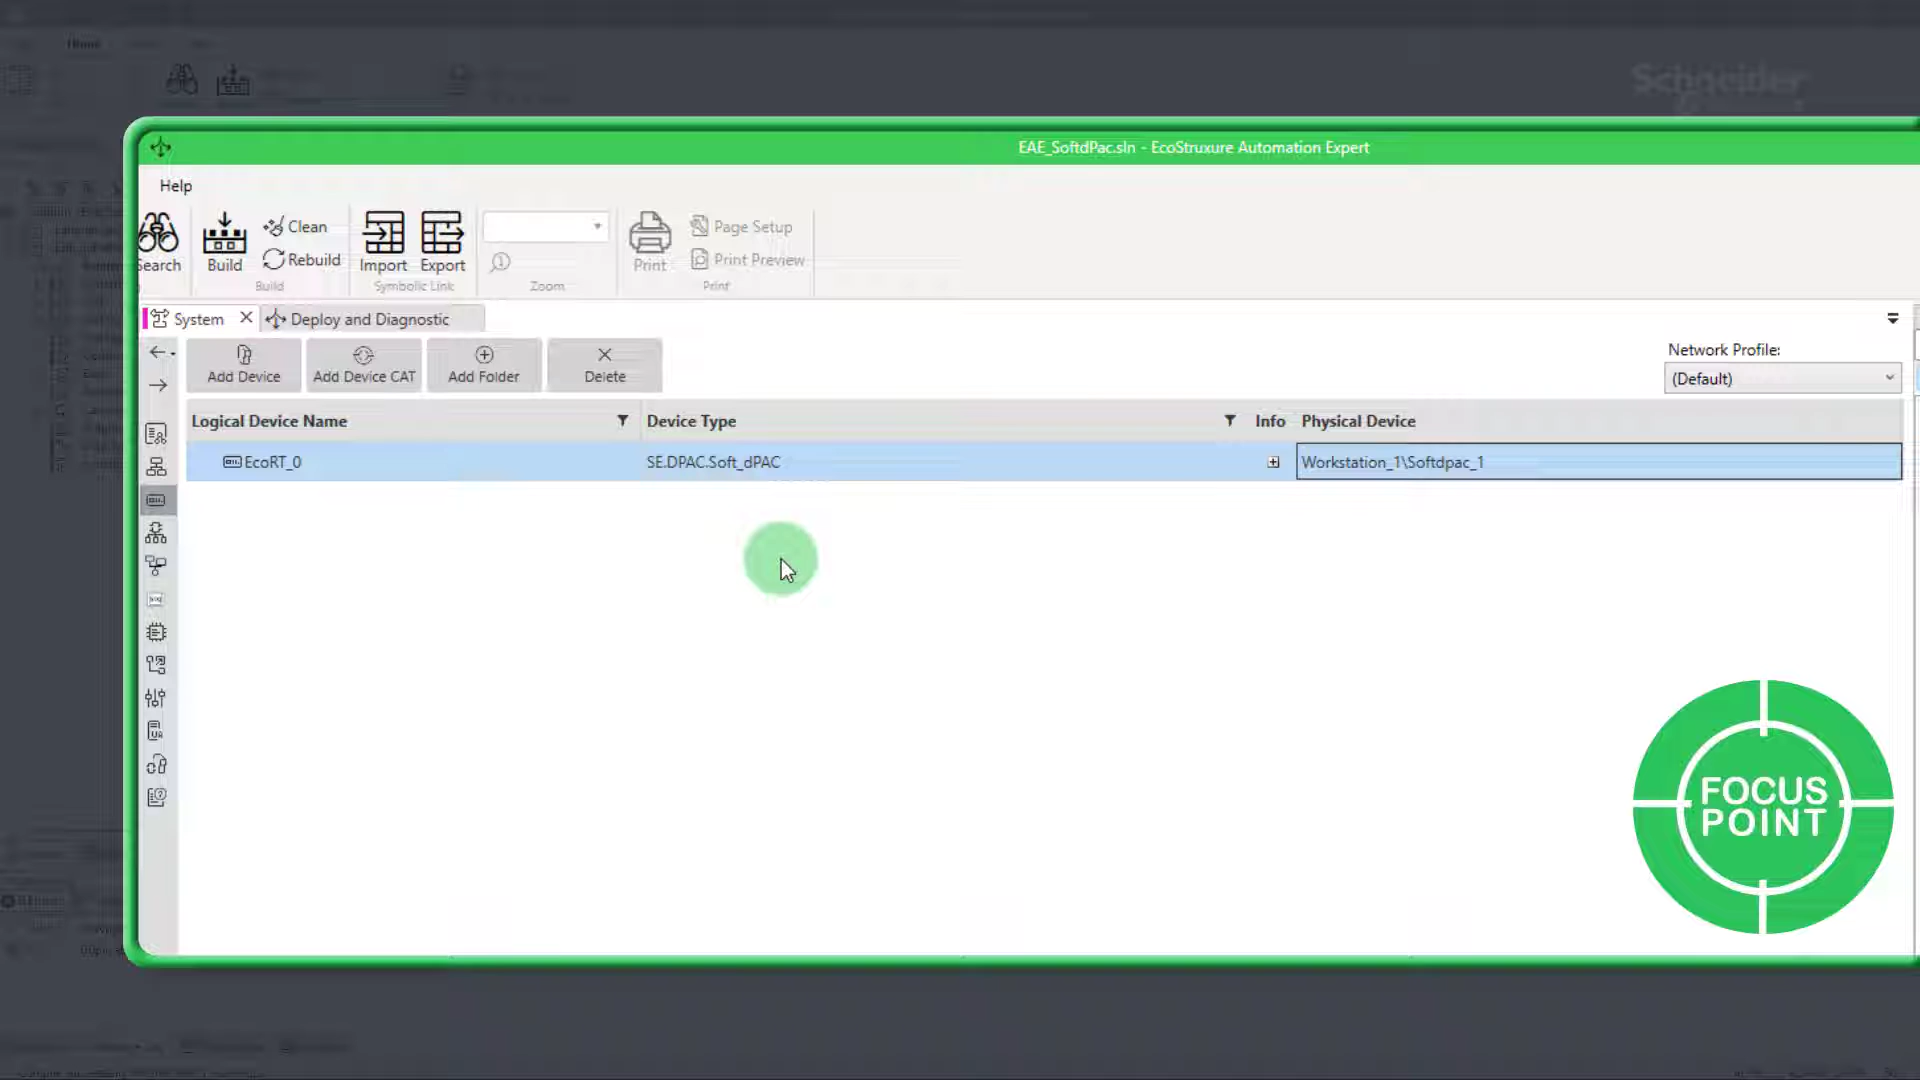 Home
Schneider
EAE_SoftdPac.sln - EcoStruxure Automation Expert
Help
Search
Build
Clean
Rebuild
Build
Import
Export
Symbolic Link
Zoom
Print
Page Setup
Print Preview
Print
System
Deploy and Diagnostic
Add Device
Add Device CAT
Add Folder
Delete
Network Profile:
(Default)
Logical Device Name
Device Type
Info
Physical Device
EcoRT_0
SE.DPAC.Soft_dPAC
Workstation_1\Softdpac_1
FOCUS
POINT